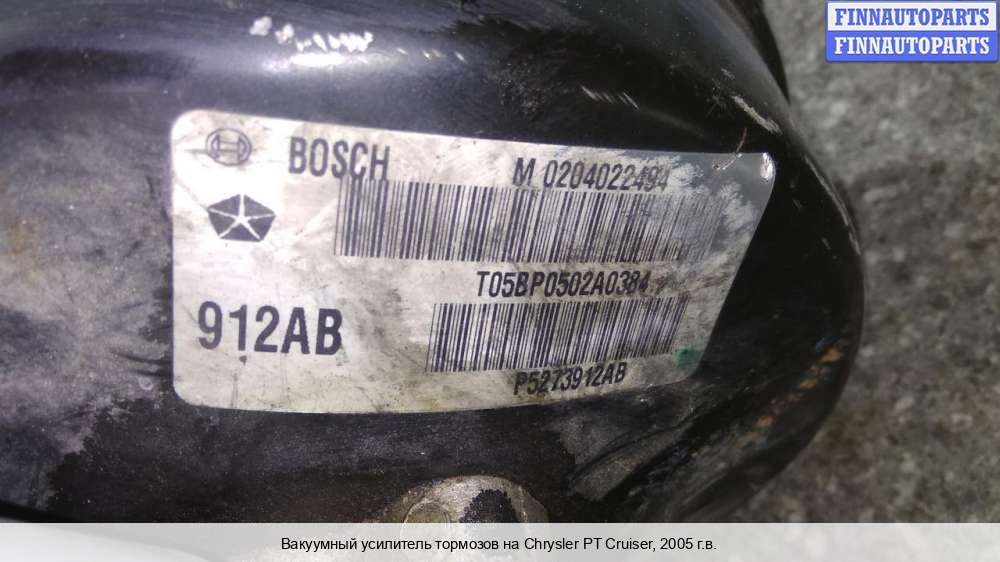 FINNAUTOPARTS
FINNAUTOPARTS
BOSCH M 0204022494
T05BP0502A0384
912AB
P5273912AB
Вакуумный усилитель тормозов на Chrysler PT Cruiser, 2005 г.в.